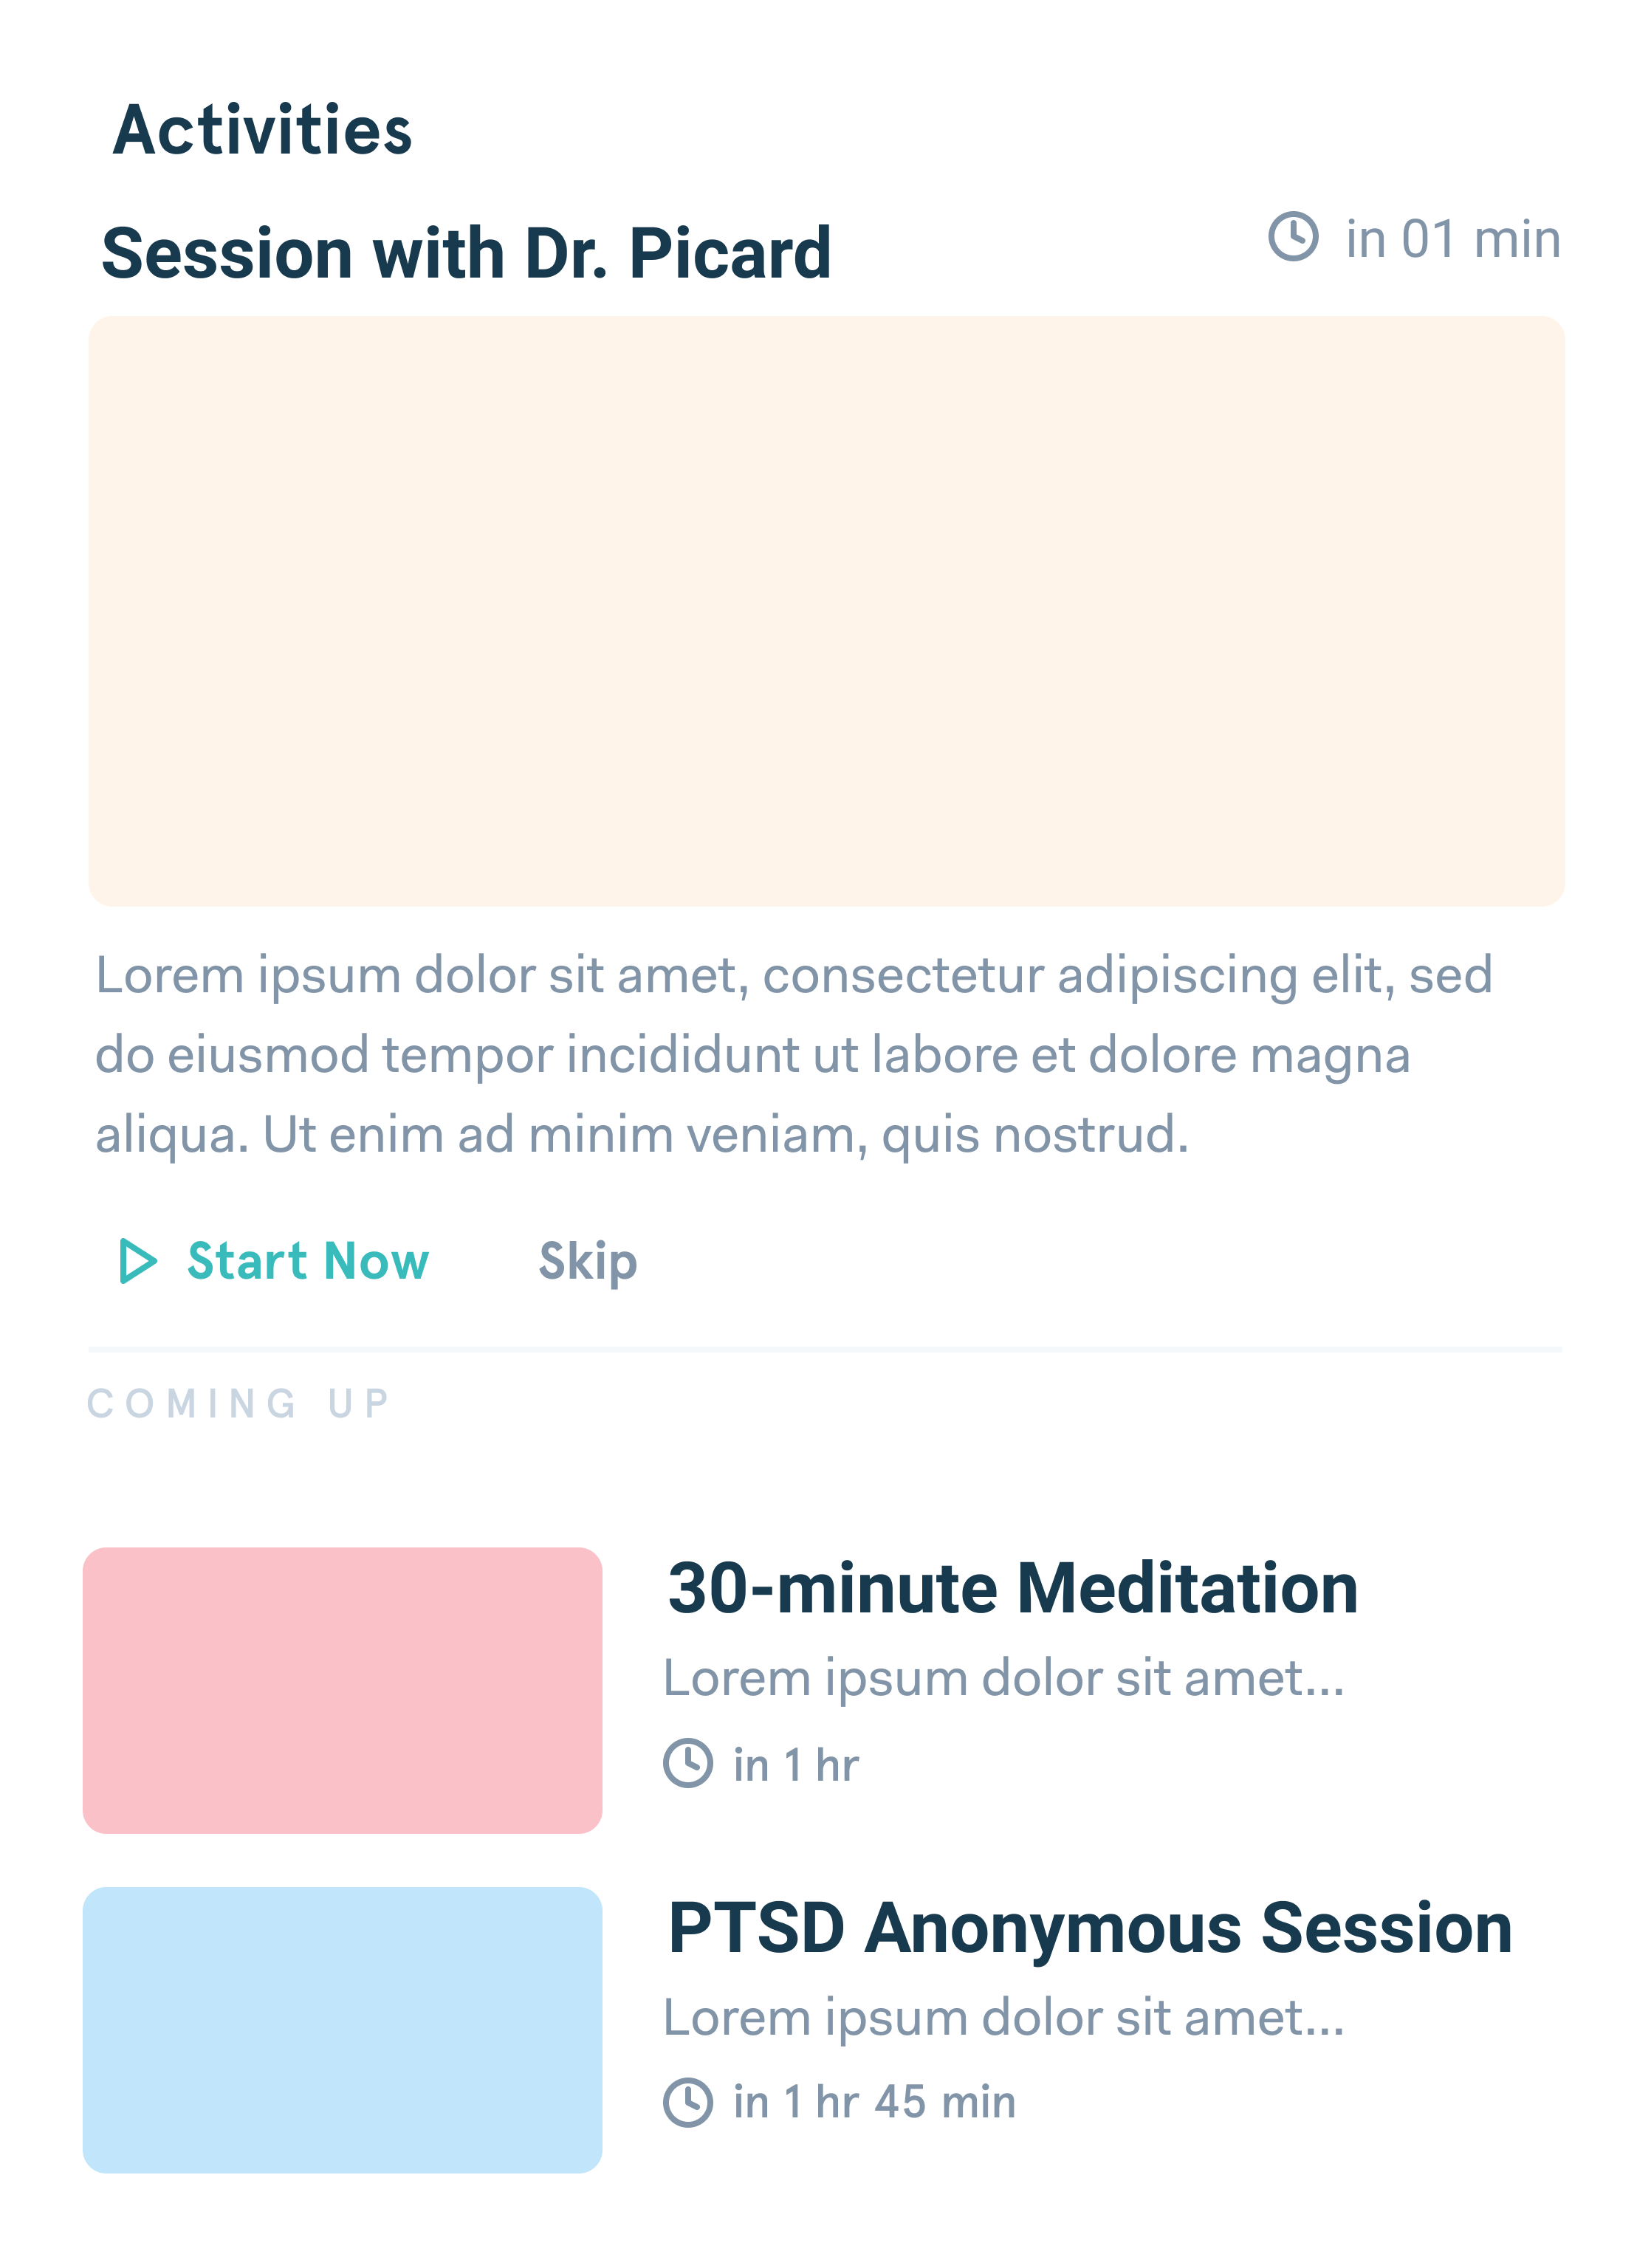 Activities
Session with Dr. Picard
in 01 min
Lorem ipsum dolor sit amet, consectetur adipiscing elit, sed
do eiusmod tempor incididunt ut labore et dolore magna
aliqua. Ut enim ad minim veniam, quis nostrud.
Start Now
Skip
COMING UP
30-minute Meditation
Lorem ipsum dolor sit amet...
in 1 hr
PTSD Anonymous Session
Lorem ipsum dolor sit amet...
in 1 hr 45 min